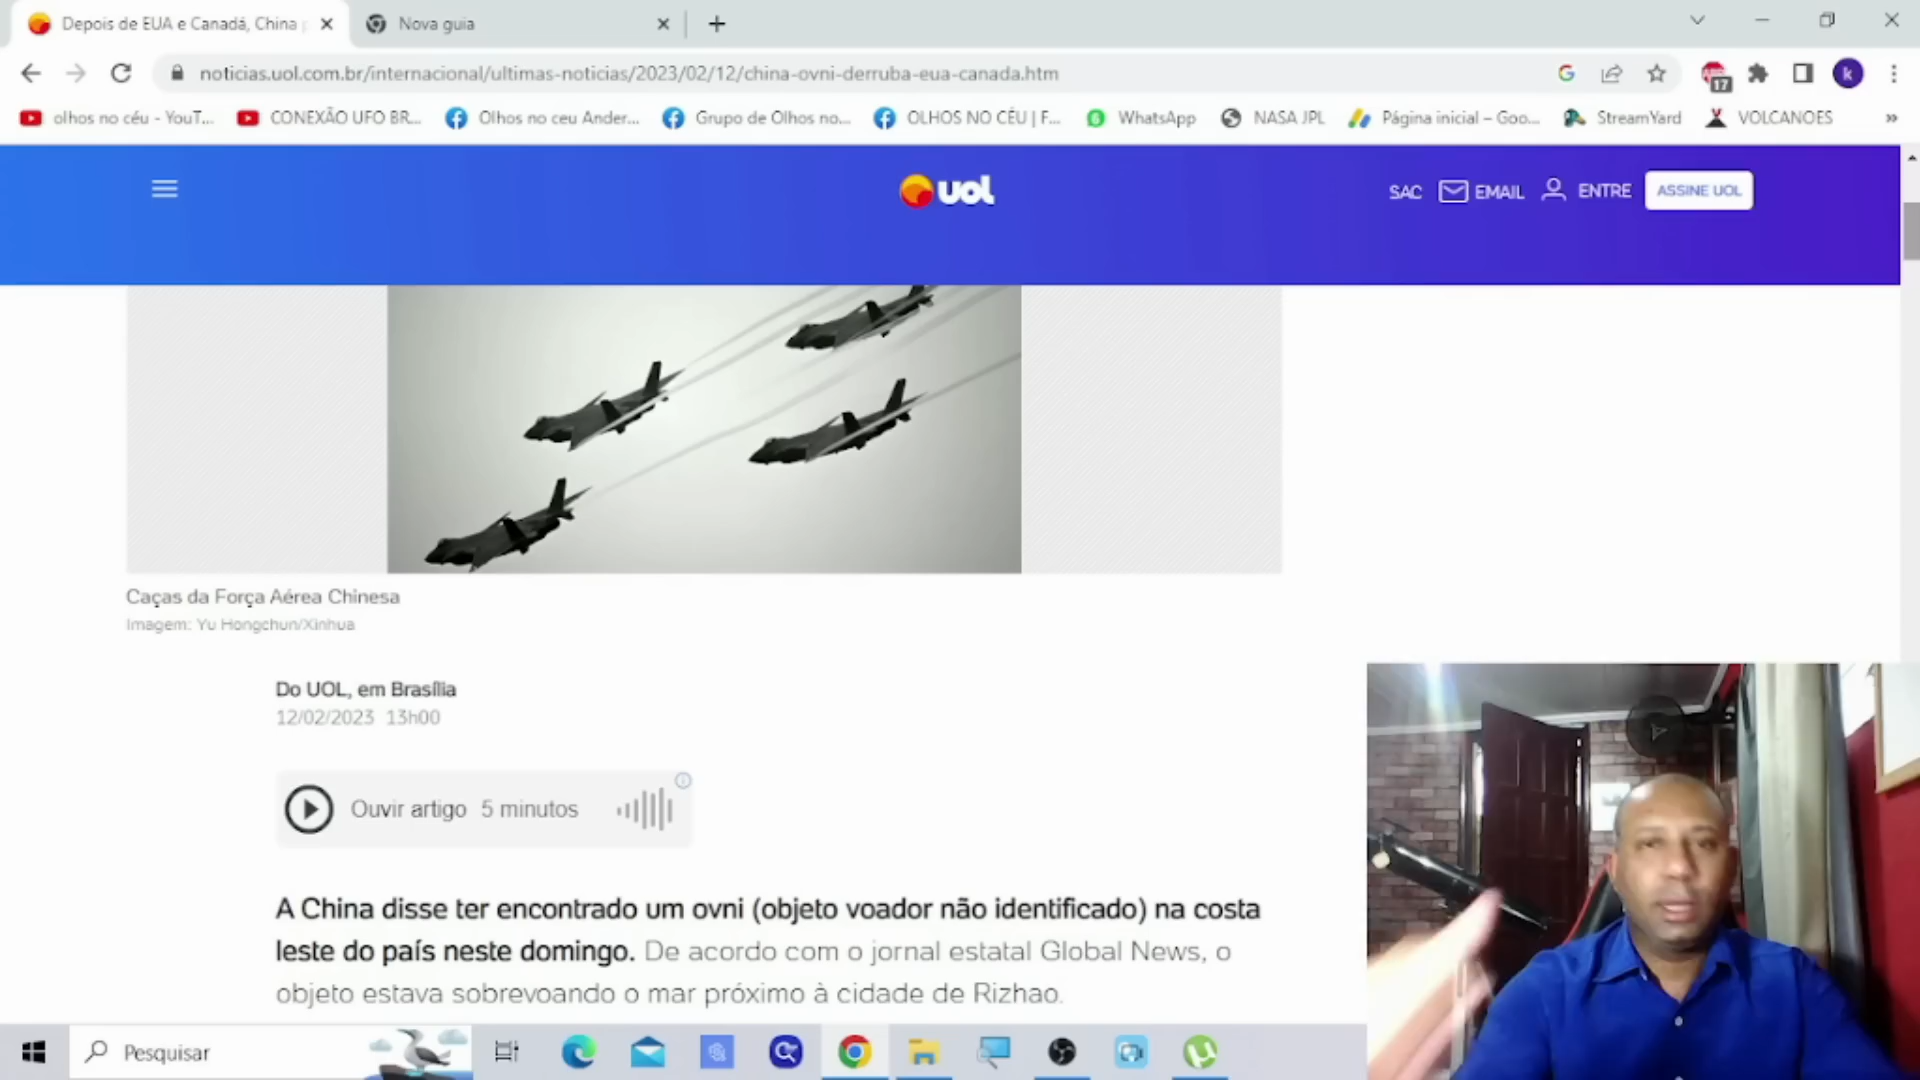 Depois de EUA e Canadá, China
Nova guia
noticias.uol.com.br/internacional/ultimas-noticias/2023/02/12/china-ovni-derruba-eua-canada.htm
17
k
olhos no céu - YouT...
CONEXÃO UFO BR...
Olhos no ceu Ander...
Grupo de Olhos no...
OLHOS NO CÉU | F...
WhatsApp
NASA JPL
Página inicial – Goo...
StreamYard
VOLCANOES
»
uol
SAC
EMAIL
ENTRE
ASSINE UOL
Caças da Força Aérea Chinesa
Imagem: Yu Hongchun/Xinhua
Do UOL, em Brasília
12/02/2023 13h00
Ouvir artigo 5 minutos
A China disse ter encontrado um ovni (objeto voador não identificado) na costa
leste do país neste domingo. De acordo com o jornal estatal Global News, o
objeto estava sobrevoando o mar próximo à cidade de Rizhao.
Pesquisar